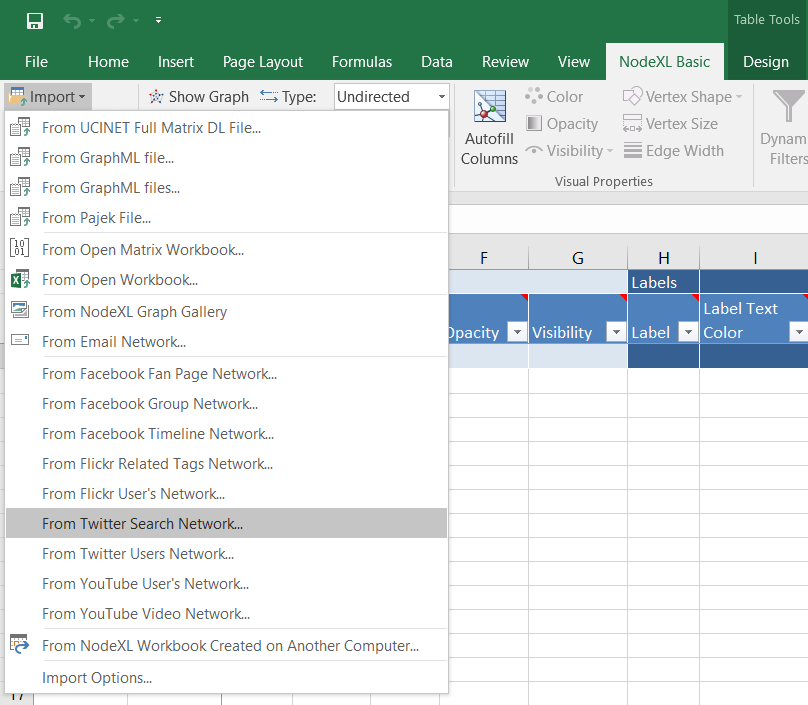 Table Tools
File Home Insert Page Layout Formulas Data Review View NodeXL Basic Design
Import Show Graph Type: Undirected
Autofill
Columns
Color
Opacity
Visibility
Vertex Shape
Vertex Size
Edge Width
Visual Properties
Dynam
Filters
From UCINET Full Matrix DL File...
From GraphML file...
From GraphML files...
From Pajek File...
From Open Matrix Workbook...
From Open Workbook...
From NodeXL Graph Gallery
From Email Network...
From Facebook Fan Page Network...
From Facebook Group Network...
From Facebook Timeline Network...
From Flickr Related Tags Network...
From Flickr User's Network...
From Twitter Search Network...
From Twitter Users Network...
From YouTube User's Network...
From YouTube Video Network...
From NodeXL Workbook Created on Another Computer...
Import Options...
F G H I
Labels
Opacity Visibility Label
Label Text
Color
17